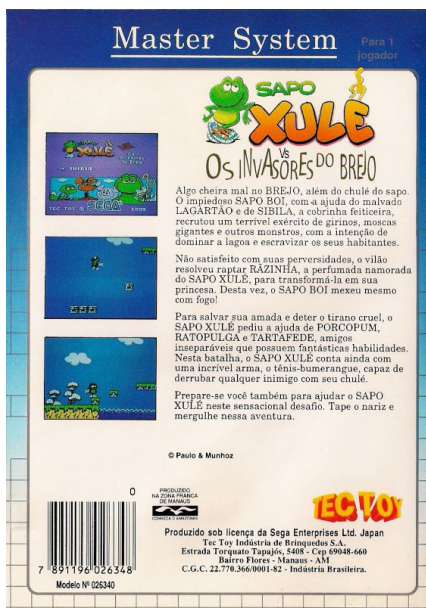 Master System
Para 1
jogador
SAPO
XULÉ
VS
OS INVASORES DO BREJO
Algo cheira mal no BREJO, além do chulé do sapo.
O impiedoso SAPO BOI, com a ajuda do malvado
LAGARTÃO e de SIBILA, a cobrinha feiticeira,
recrutou um terrível exército de girinos, moscas
gigantes e outros monstros, com a intenção de
dominar a lagoa e escravizar os seus habitantes.
Não satisfeito com suas perversidades, o vilão
resolveu raptar RÃZINHA, a perfumada namorada
do SAPO XULÉ, para transformá-la em sua
princesa. Desta vez, o SAPO BOI mexeu mesmo
com fogo!
Para salvar sua amada e deter o tirano cruel, o
SAPO XULÉ pediu a ajuda de PORCOPUM,
RATOPULGA e TARTAFEDE, amigos
inseparáveis que possuem fantásticas habilidades.
Nesta batalha, o SAPO XULÉ conta ainda com
uma incrível arma, o tênis-bumerangue, capaz de
derrubar qualquer inimigo com seu chulé.
Prepare-se você também para ajudar o SAPO
XULÉ neste sensacional desafio. Tape o nariz e
mergulhe nessa aventura.
XULÉ
TEC TOY
SEGA
© Paulo & Munhoz
0
PRODUZIDO
NA ZONA FRANCA
DE MANAUS
CONHEÇA O AMAZONAS
TEC TOY
Produzido sob licença da Sega Enterprises Ltd. Japan
Tec Toy Indústria de Brinquedos S.A.
Estrada Torquato Tapajós, 5408 - Cep 69048-660
Bairro Flores - Manaus - AM
C.G.C. 22.770.366/0001-82 - Indústria Brasileira.
7 891196 026348
Modelo Nº 026340